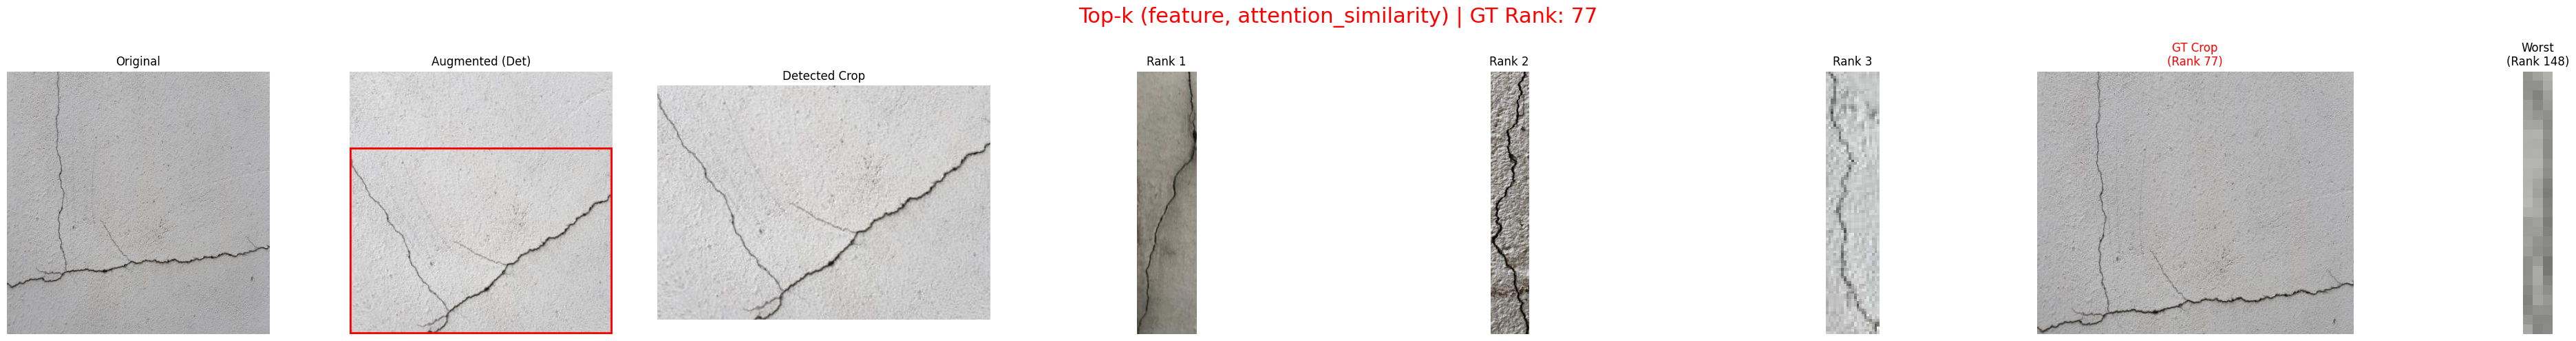 Top-k (feature, attention_similarity) | GT Rank: 77
Original
Augmented (Det)
Detected Crop
Rank 1
Rank 2
Rank 3
GT Crop
(Rank 77)
Worst
(Rank 148)